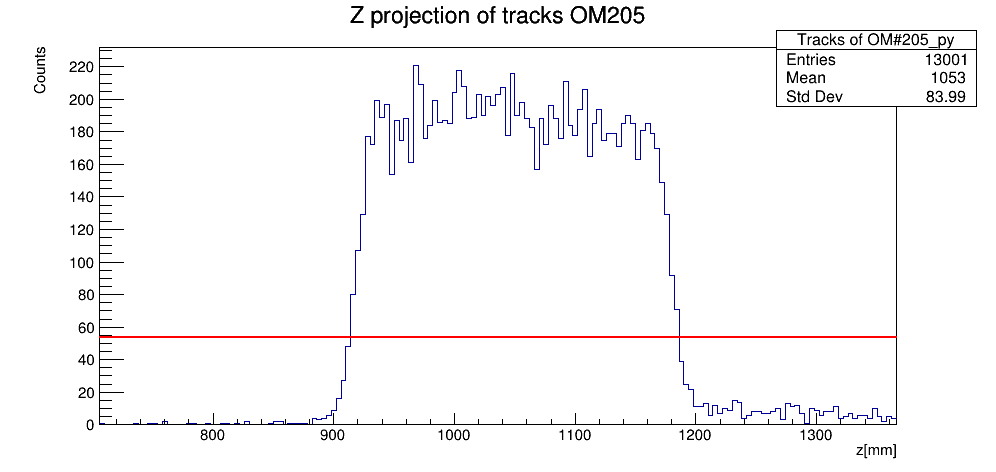 Z projection of tracks OM205
Tracks of OM#205_py
Entries 13001
Mean 1053
Std Dev 83.99
Counts
220
200
180
160
140
120
100
80
60
40
20
0
800 900 1000 1100 1200 1300
z[mm]